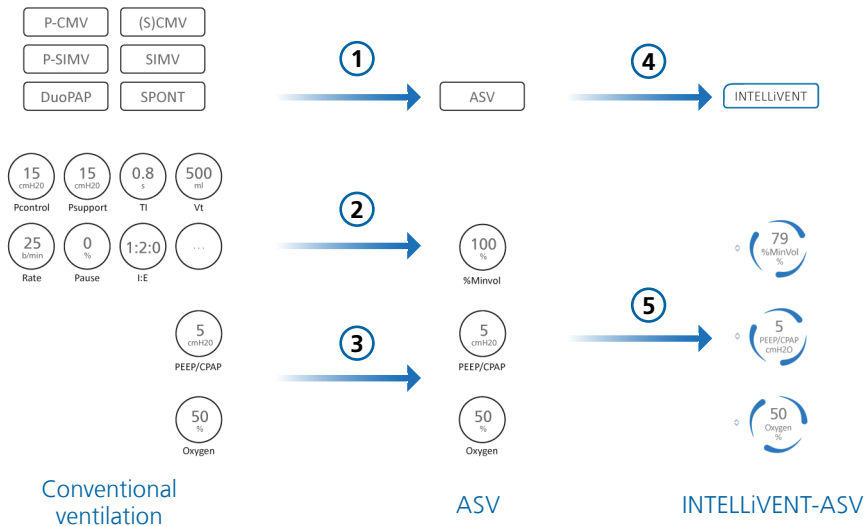 P-CMV (S)CMV
P-SIMV SIMV
DuoPAP SPONT
1
ASV
4
INTELLiVENT
15 cmH20 Pcontrol
15 cmH20 Psupport
0.8 s TI
500 ml Vt
25 b/min Rate
0 % Pause
1:2:0 I:E
...
2
100 % %Minvol
79 %MinVol %
5 cmH20 PEEP/CPAP
3
5 cmH20 PEEP/CPAP
5
5 PEEP/CPAP cmH2O
50 % Oxygen
50 % Oxygen
50 Oxygen %
Conventional
ventilation
ASV
INTELLiVENT-ASV